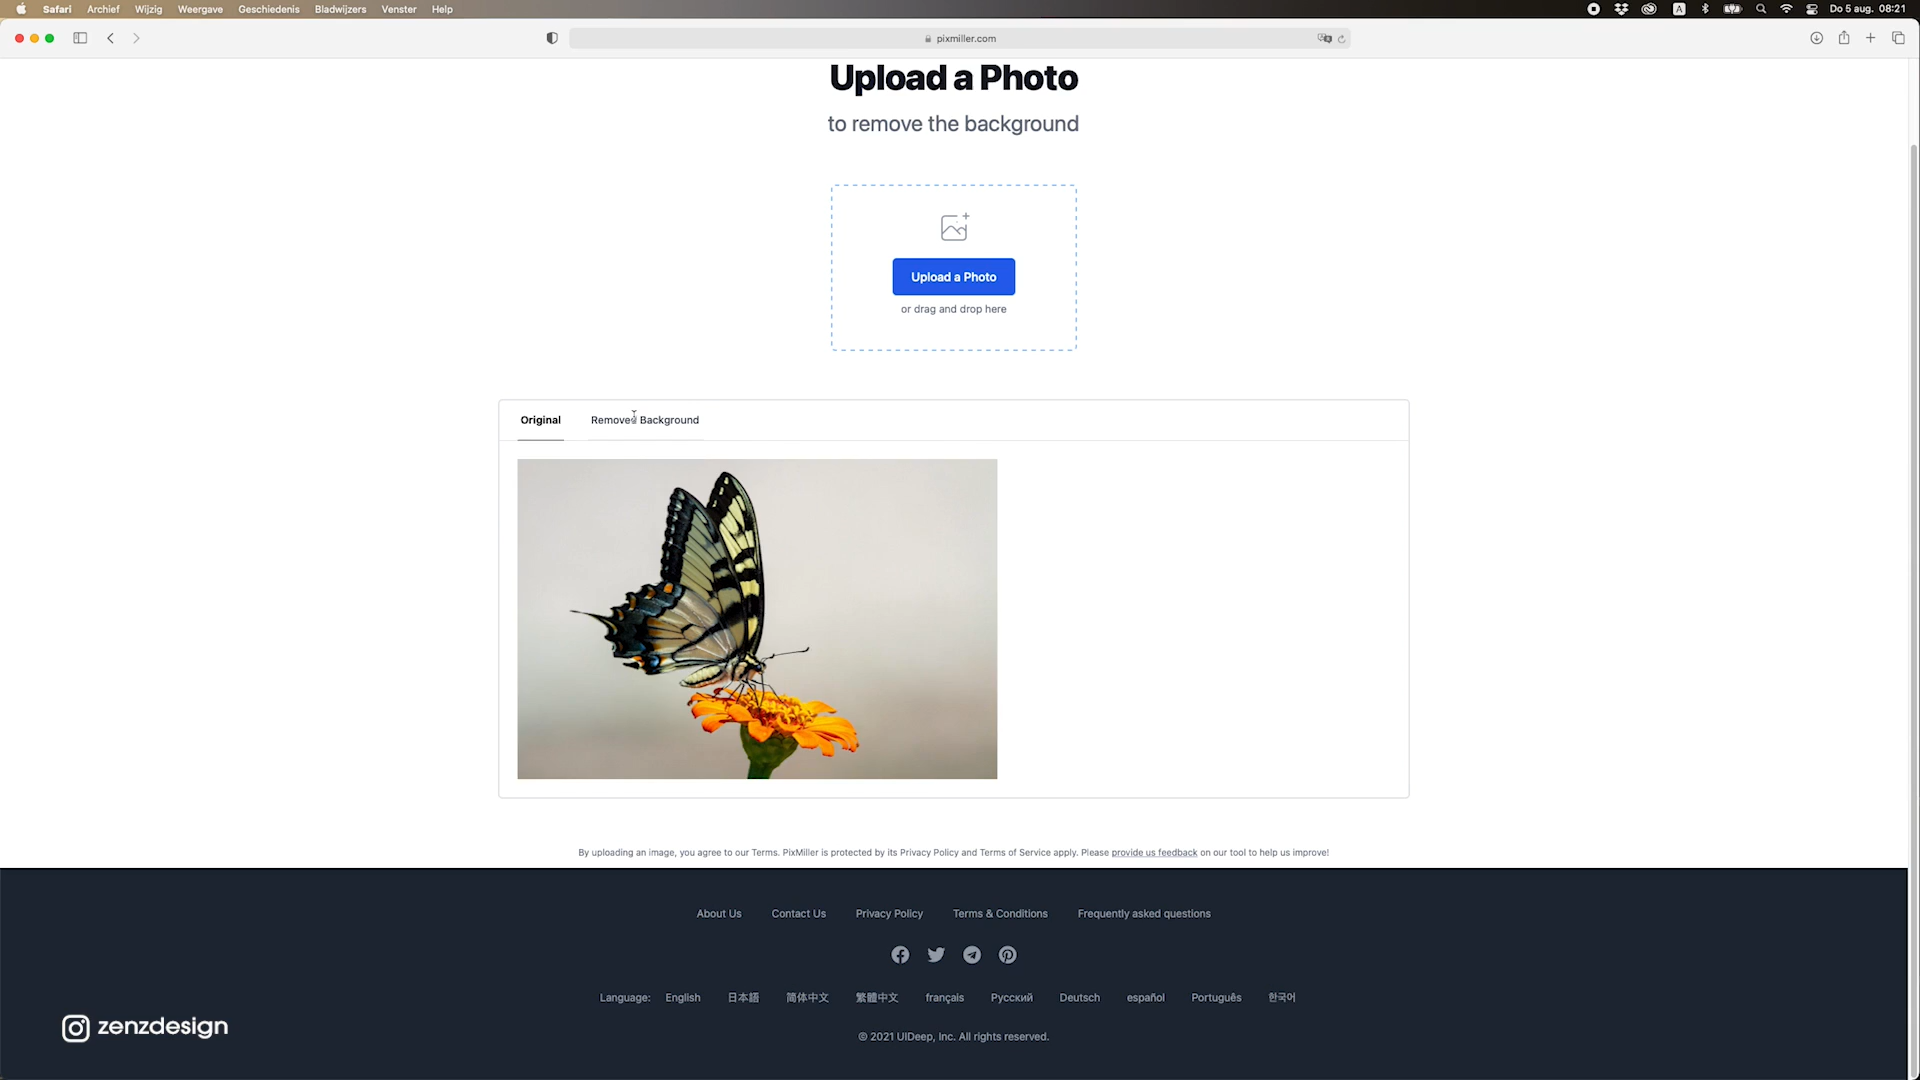 Safari Archief Wijzig Weergave Geschiedenis Bladwijzers Venster Help A Do 5 aug. 08:21
pixmiller.com
Upload a Photo
to remove the background
Upload a Photo
or drag and drop here
Original Removed Background
By uploading an image, you agree to our Terms. PixMiller is protected by its Privacy Policy and Terms of Service apply. Please provide us feedback on our tool to help us improve!
About Us Contact Us Privacy Policy Terms & Conditions Frequently asked questions
Language: English 日本語 简体中文 繁體中文 français Русский Deutsch español Português 한국어
zenzdesign
© 2021 UIDeep, Inc. All rights reserved.